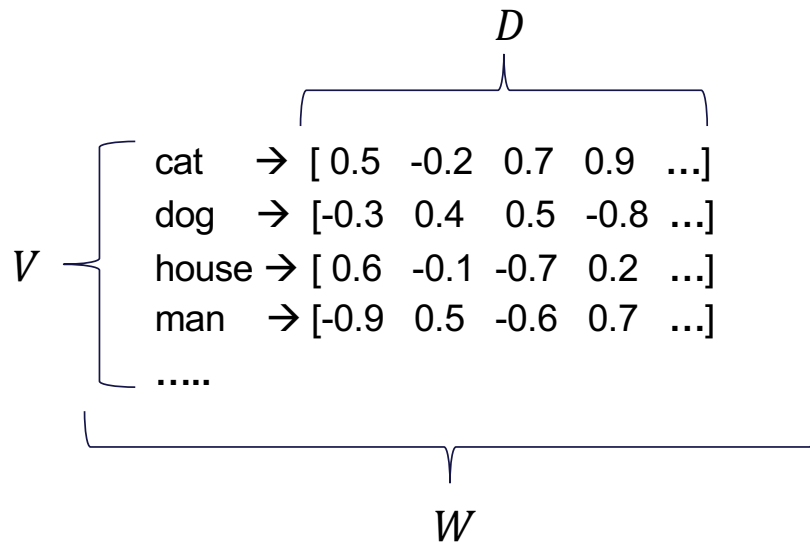 D
cat → [ 0.5 -0.2 0.7 0.9 ...]
dog → [-0.3 0.4 0.5 -0.8 ...]
V
house → [ 0.6 -0.1 -0.7 0.2 ...]
man → [-0.9 0.5 -0.6 0.7 ...]
.....
W